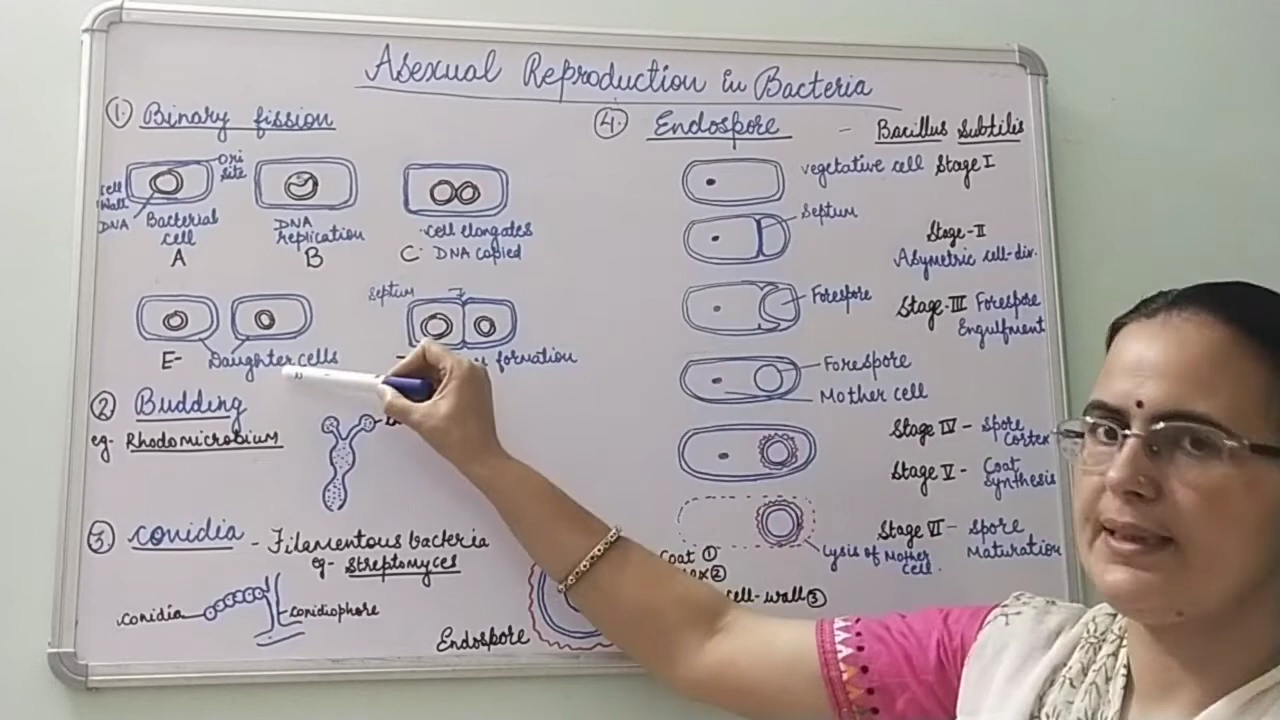 Asexual Reproduction in Bacteria
1. Binary fission
Ori
site
cell
wall
DNA
Bacterial
cell
A
DNA
replication
B
cell elongates
C. DNA copied
Septum
formation
E- Daughter cells
2 Budding
eg- Rhodomicrobium
3. Conidia - Filamentous bacteria
eg- Streptomyces
conidia
conidiophore
4. Endospore - Bacillus subtilis
vegetative cell Stage I
Septum
Stage-II
Asymetric cell-div.
Forespore
Stage-III Forespore
Engulfment
Forespore
Mother cell
Stage IV - Spore
Cortex
Stage V - Coat
Synthesis
Stage VI - Spore
Maturation
Lysis of Mother
cell.
Coat 1
2
cell-wall 3
Endospore